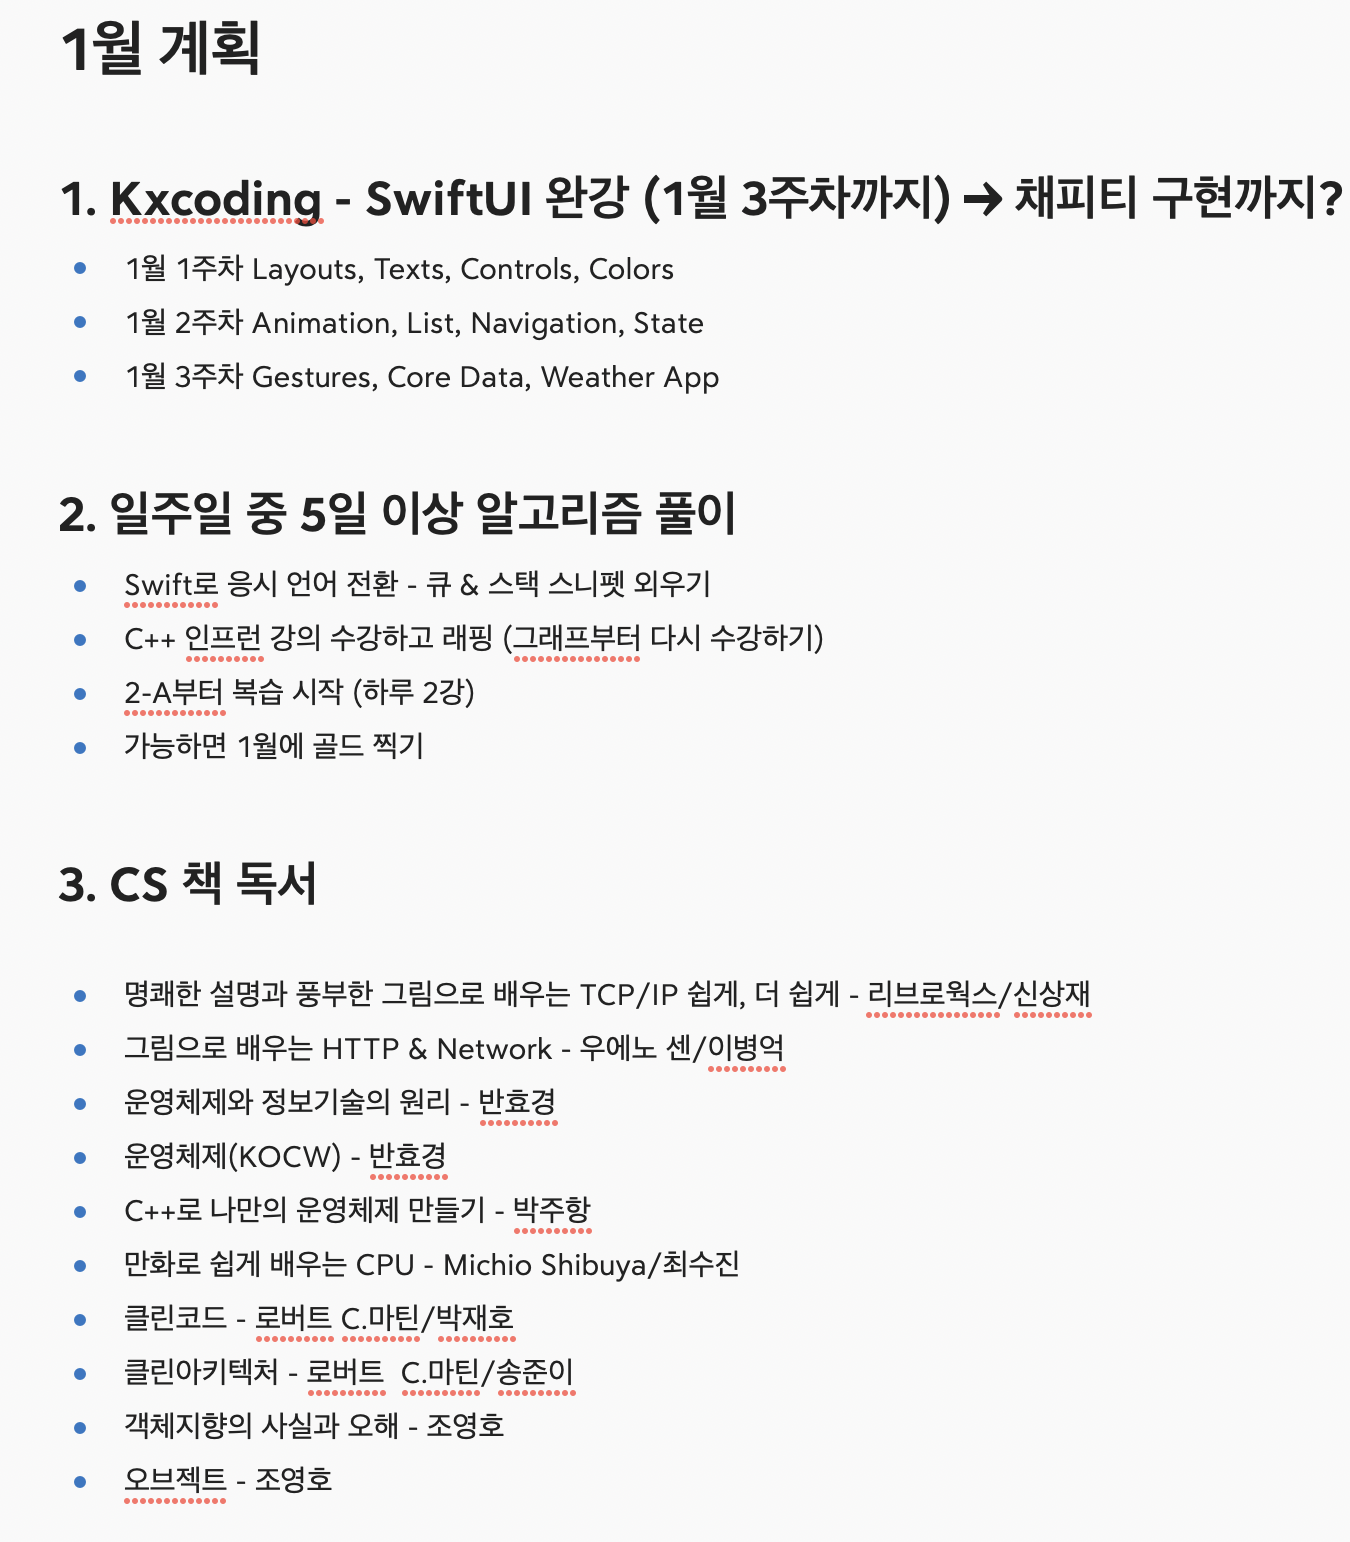 1월 계획
1. Kxcoding - SwiftUI 완강 (1월 3주차까지) → 채피티 구현까지?
• 1월 1주차 Layouts, Texts, Controls, Colors
• 1월 2주차 Animation, List, Navigation, State
• 1월 3주차 Gestures, Core Data, Weather App
2. 일주일 중 5일 이상 알고리즘 풀이
• Swift로 응시 언어 전환 - 큐 & 스택 스니펫 외우기
• C++ 인프런 강의 수강하고 래핑 (그래프부터 다시 수강하기)
• 2-A부터 복습 시작 (하루 2강)
• 가능하면 1월에 골드 찍기
3. CS 책 독서
• 명쾌한 설명과 풍부한 그림으로 배우는 TCP/IP 쉽게, 더 쉽게 - 리브로웍스/신상재
• 그림으로 배우는 HTTP & Network - 우에노 센/이병억
• 운영체제와 정보기술의 원리 - 반효경
• 운영체제(KOCW) - 반효경
• C++로 나만의 운영체제 만들기 - 박주항
• 만화로 쉽게 배우는 CPU - Michio Shibuya/최수진
• 클린코드 - 로버트 C.마틴/박재호
• 클린아키텍처 - 로버트  C.마틴/송준이
• 객체지향의 사실과 오해 - 조영호
• 오브젝트 - 조영호